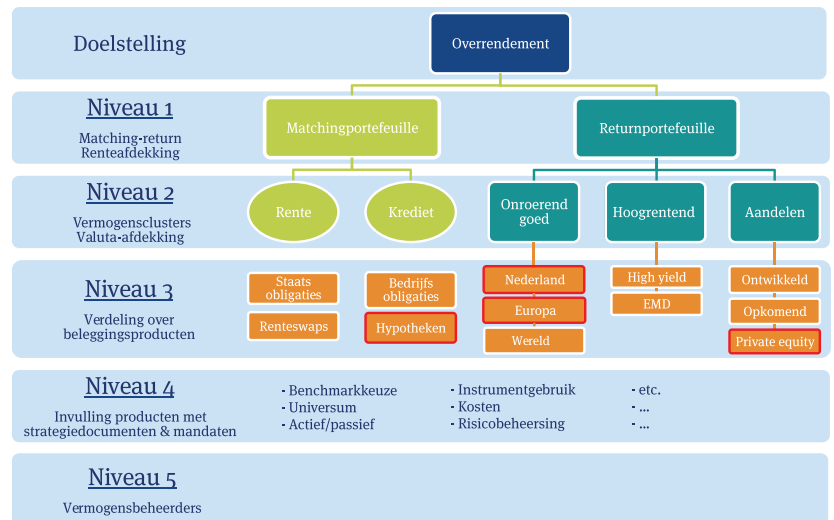 Doelstelling
Overrendement
Niveau 1
Matching-return
Renteafdekking
Matchingportefeuille
Returnportefeuille
Niveau 2
Vermogensclusters
Valuta-afdekking
Rente
Krediet
Onroerend
goed
Hoogrentend
Aandelen
Niveau 3
Verdeling over
beleggingsproducten
Staats
obligaties
Renteswaps
Bedrijfs
obligaties
Hypotheken
Nederland
Europa
Wereld
High yield
EMD
Ontwikkeld
Opkomend
Private equity
Niveau 4
Invulling producten met
strategiedocumenten & mandaten
- Benchmarkkeuze
- Universum
- Actief/passief
- Instrumentgebruik
- Kosten
- Risicobeheersing
- etc.
- ...
- ...
Niveau 5
Vermogensbeheerders